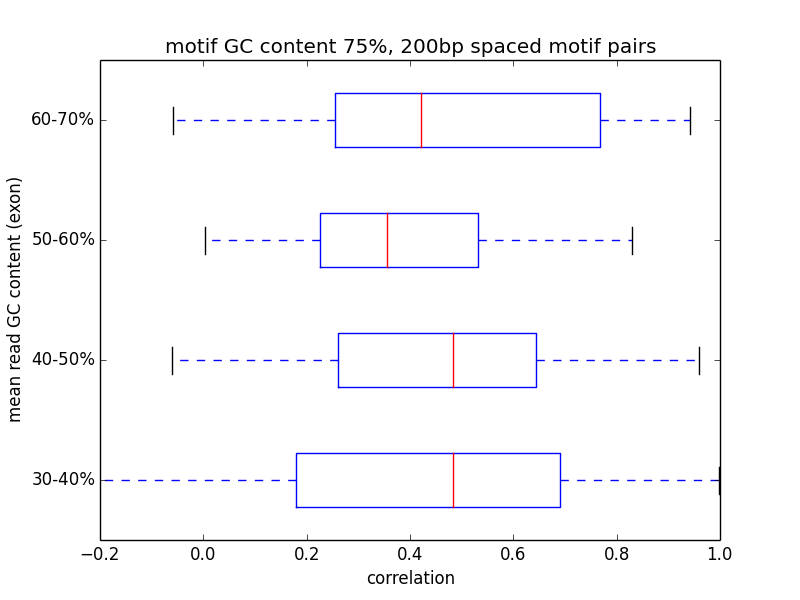 motif GC content 75%, 200bp spaced motif pairs
mean read GC content (exon)
60-70%
50-60%
40-50%
30-40%
−0.2 0.0 0.2 0.4 0.6 0.8 1.0
correlation